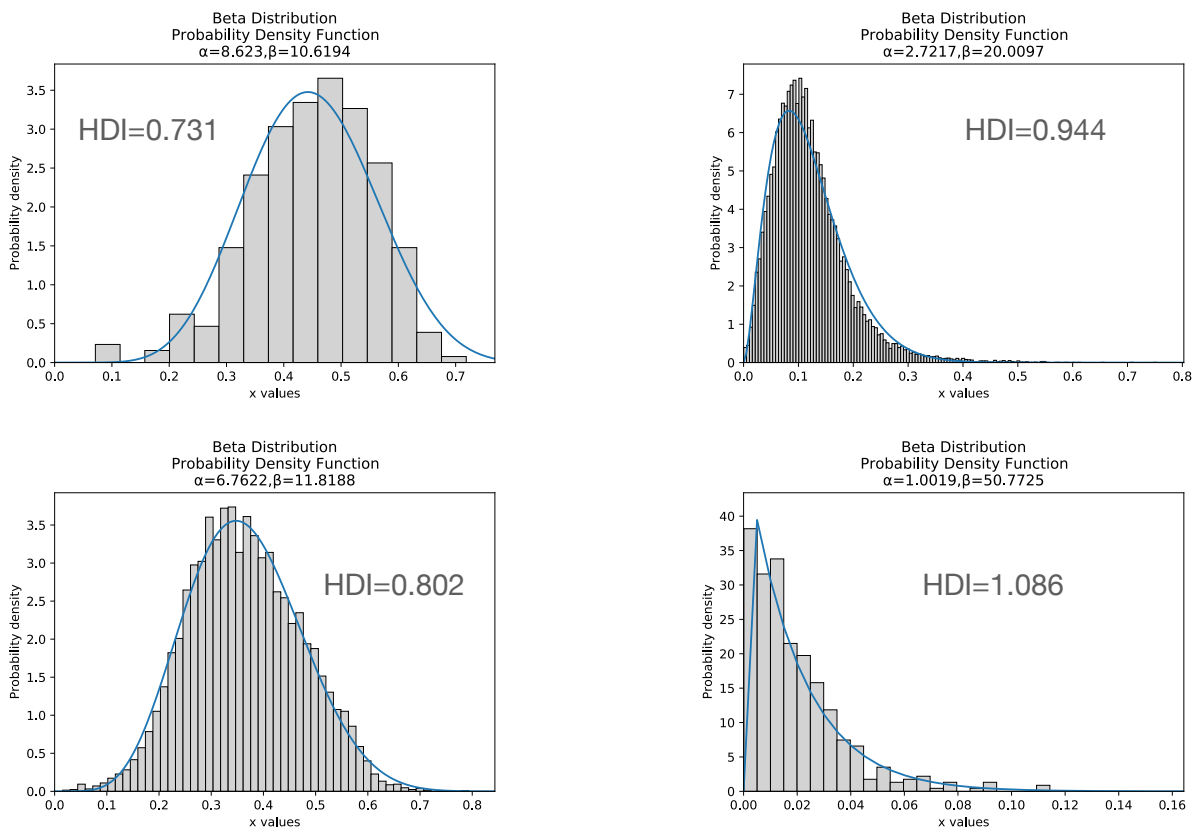 Beta Distribution
Probability Density Function
α=8.623,β=10.6194
HDI=0.731
Probability density
3.5
3.0
2.5
2.0
1.5
1.0
0.5
0.0
0.0 0.1 0.2 0.3 0.4 0.5 0.6 0.7
x values
Beta Distribution
Probability Density Function
α=2.7217,β=20.0097
HDI=0.944
Probability density
7
6
5
4
3
2
1
0
0.0 0.1 0.2 0.3 0.4 0.5 0.6 0.7 0.8
x values
Beta Distribution
Probability Density Function
α=6.7622,β=11.8188
HDI=0.802
Probability density
3.5
3.0
2.5
2.0
1.5
1.0
0.5
0.0
0.0 0.1 0.2 0.3 0.4 0.5 0.6 0.7 0.8
x values
Beta Distribution
Probability Density Function
α=1.0019,β=50.7725
HDI=1.086
Probability density
40
35
30
25
20
15
10
5
0
0.00 0.02 0.04 0.06 0.08 0.10 0.12 0.14 0.16
x values